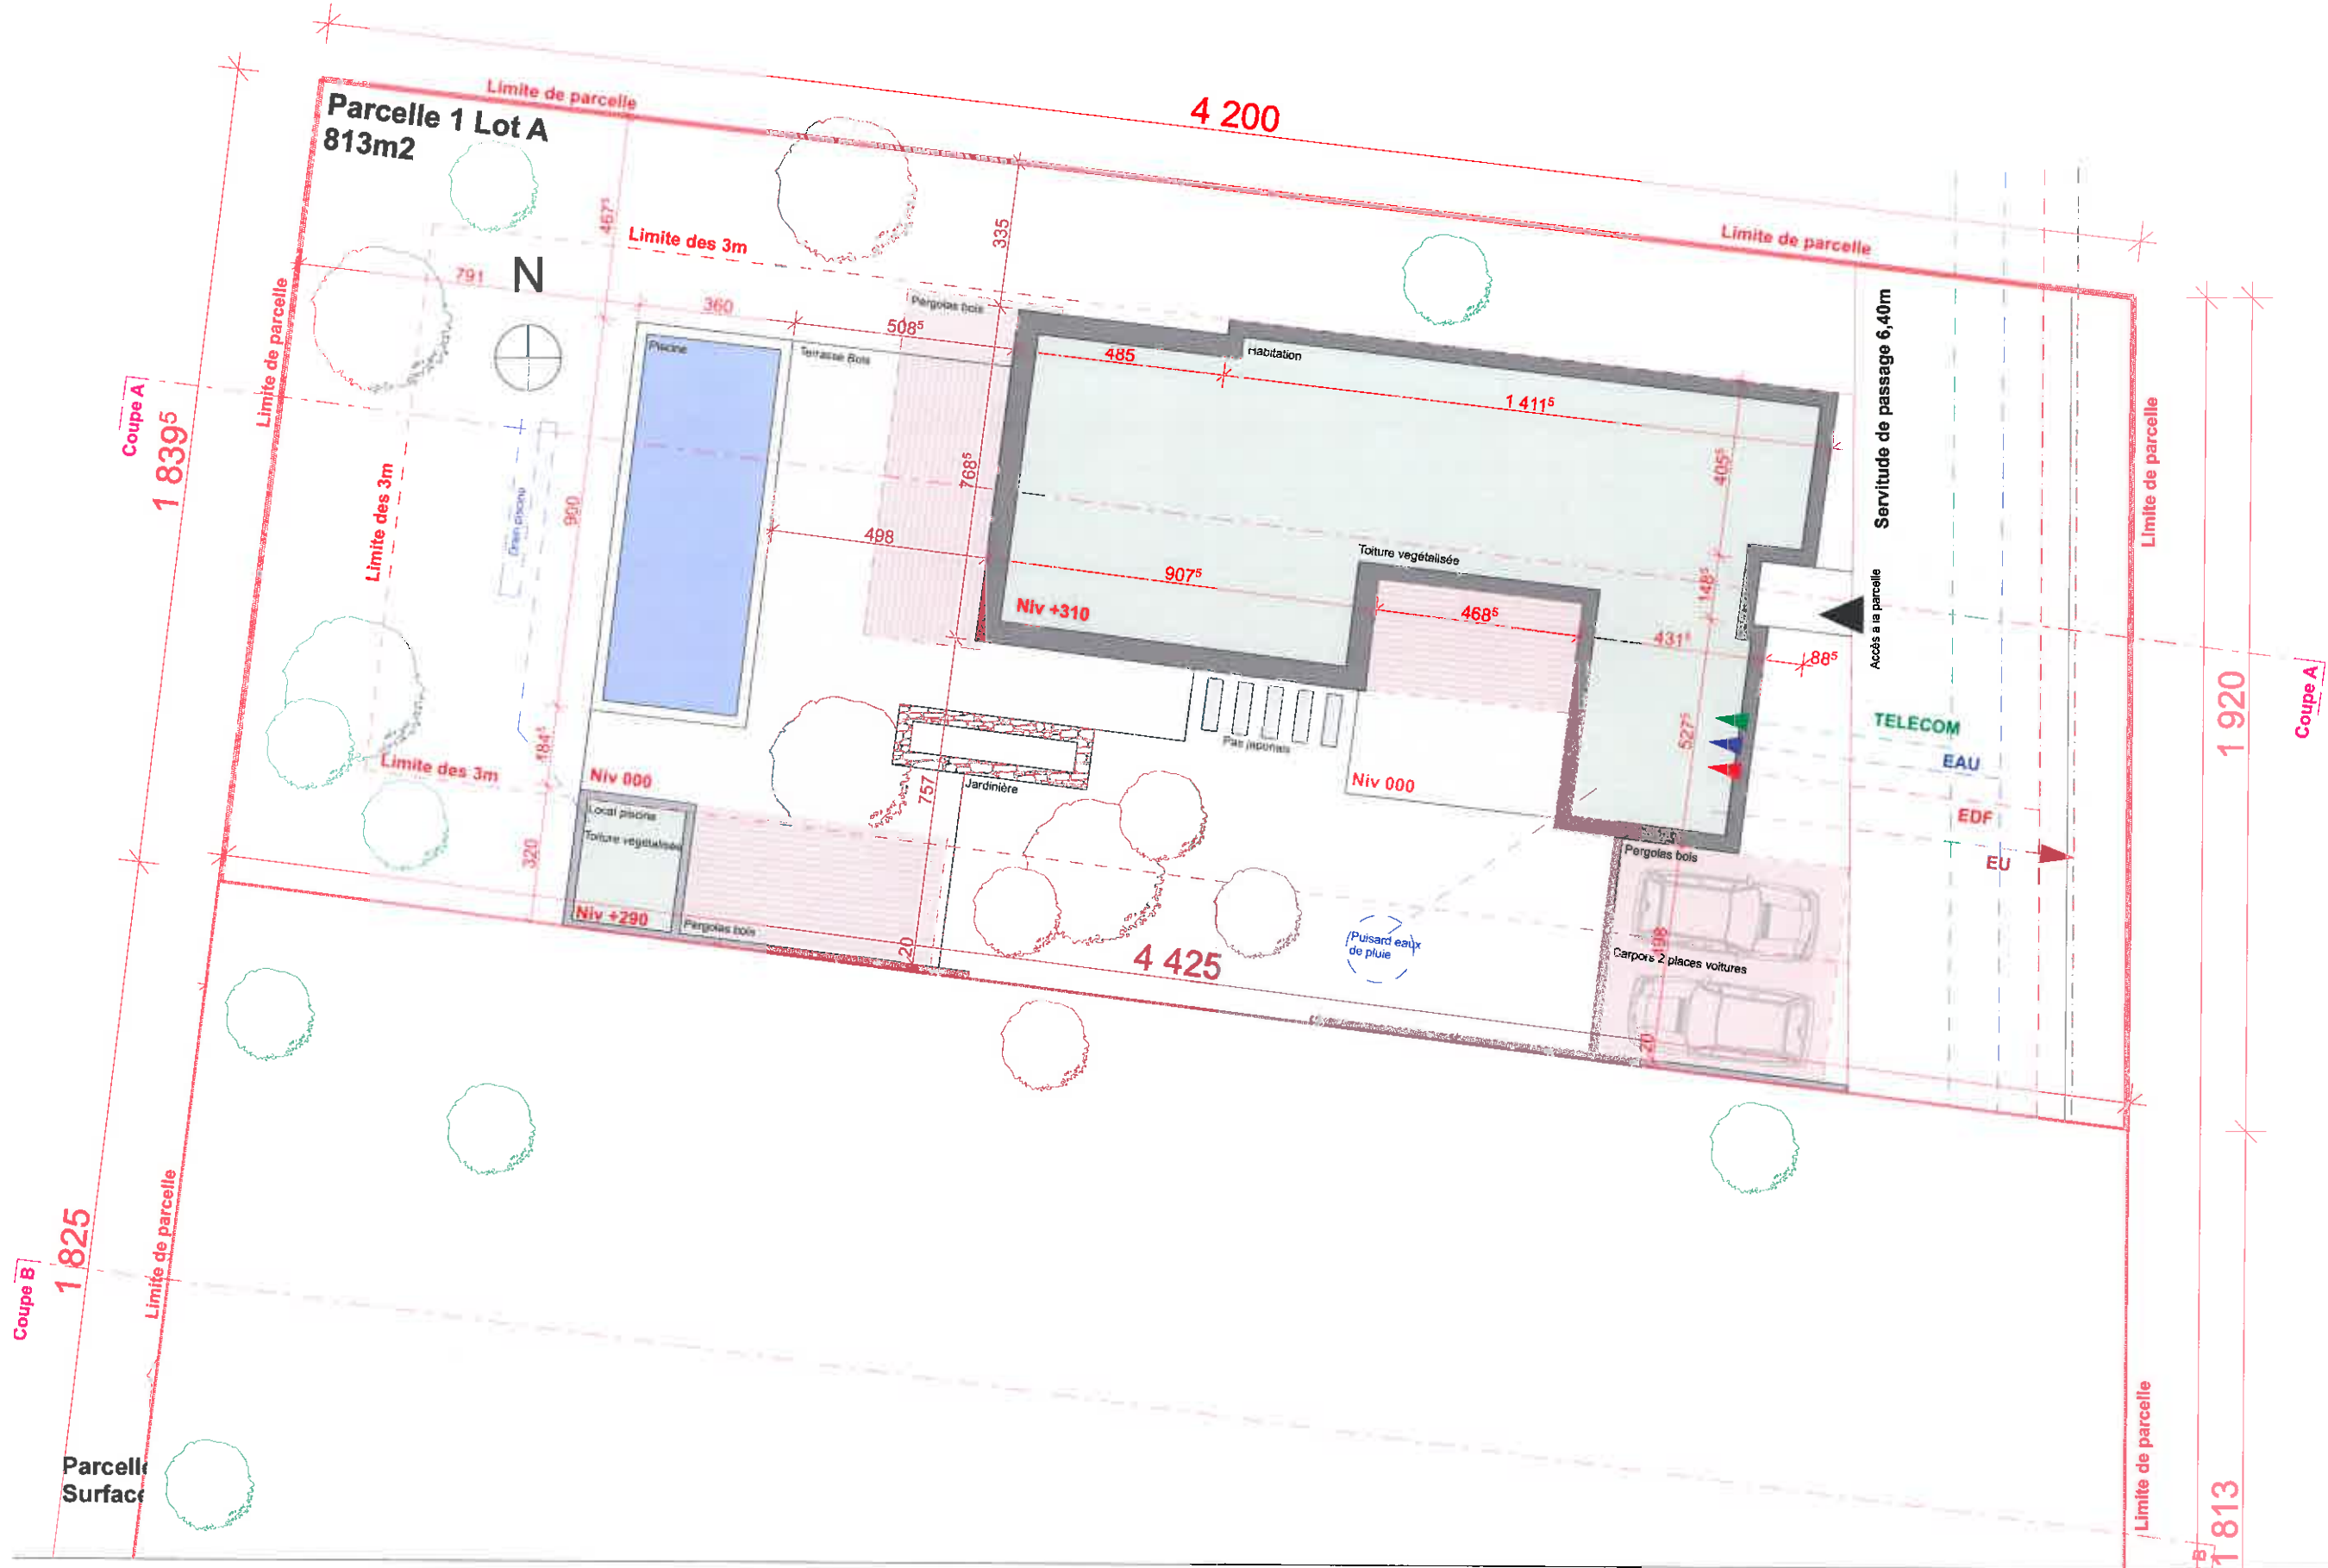 4 200
Limite de parcelle
Parcelle 1 Lot A
813m2
467⁵
Limite des 3m
335
Limite de parcelle
791
N
360
508⁵
Pergolas bois
Piscine
Terrasse Bois
485
Habitation
1 411⁵
Servitude de passage 6,40m
Limite de parcelle
Limite de parcelle
Coupe A
1 839⁵
Limite des 3m
Drain piscine
900
768⁵
405⁵
498
907⁵
Toiture vegétalisée
148⁵
Niv +310
468⁵
431⁵
88⁵
Accès a la parcelle
1 920
Coupe A
527⁵
TELECOM
EAU
EDF
EU
Pas japonais
184⁵
Limite des 3m
Niv 000
757
Jardinière
Niv 000
Local piscine
Toiture vegétalisée
320
Niv +290
Pergolas bois
20
4 425
Puisard eaux
de pluie
Pergolas bois
498
Carpors 2 places voitures
20
1 825
Limite de parcelle
Coupe B
Parcelle
Surface
Limite de parcelle
1 813
B